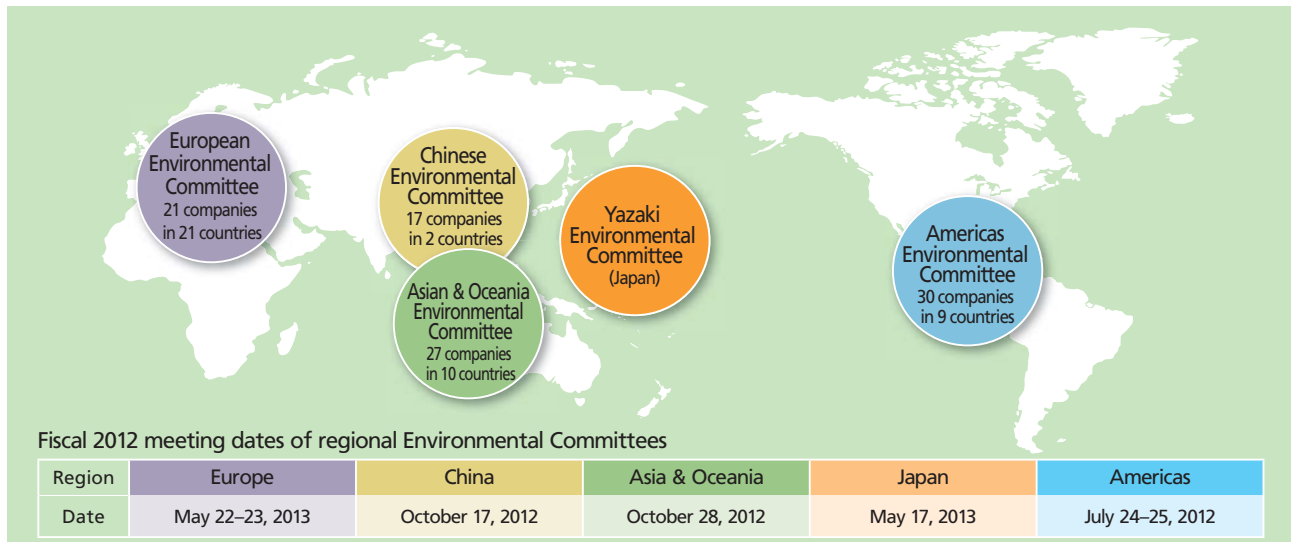 European
Environmental
Committee
21 companies
in 21 countries
Chinese
Environmental
Committee
17 companies
in 2 countries
Yazaki
Environmental
Committee
(Japan)
Americas
Environmental
Committee
30 companies
in 9 countries
Asian & Oceania
Environmental
Committee
27 companies
in 10 countries
Fiscal 2012 meeting dates of regional Environmental Committees
Region Europe China Asia & Oceania Japan Americas
Date May 22–23, 2013 October 17, 2012 October 28, 2012 May 17, 2013 July 24–25, 2012